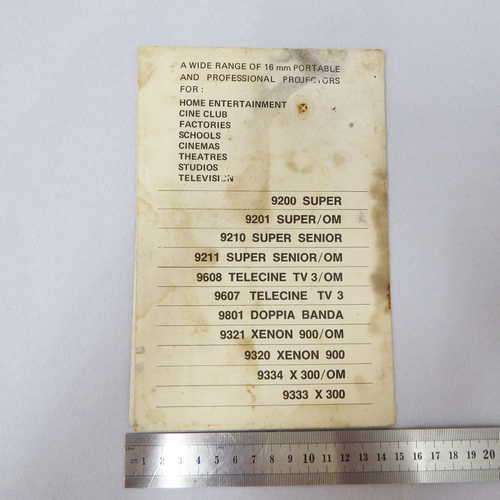 A WIDE RANGE OF 16 mm PORTABLE
AND PROFESSIONAL PROJECTORS
FOR :
HOME ENTERTAINMENT
CINE CLUB
FACTORIES
SCHOOLS
CINEMAS
THEATRES
STUDIOS
TELEVISION
9200 SUPER
9201 SUPER/OM
9210 SUPER SENIOR
9211 SUPER SENIOR/OM
9608 TELECINE TV 3/OM
9607 TELECINE TV 3
9801 DOPPIA BANDA
9321 XENON 900/OM
9320 XENON 900
9334 X 300/OM
9333 X 300
1 2 3 4 5 6 7 8 9 10 11 12 13 14 15 16 17 18 19 20